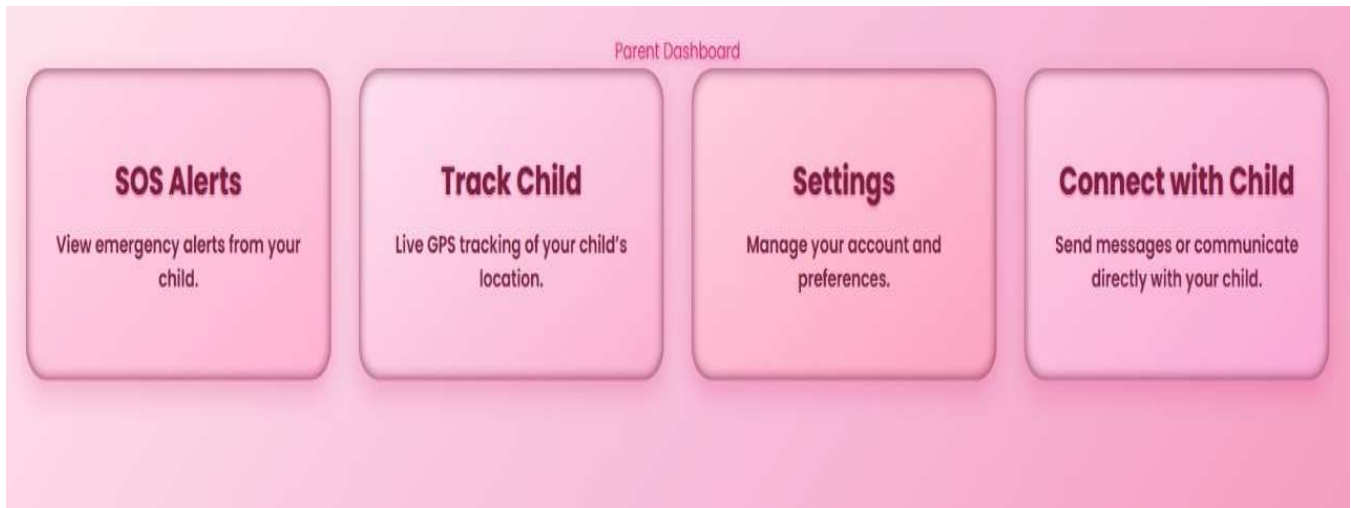 Parent Dashboard
SOS Alerts
View emergency alerts from your
child.
Track Child
Live GPS tracking of your child's
location.
Settings
Manage your account and
preferences.
Connect with Child
Send messages or communicate
directly with your child.